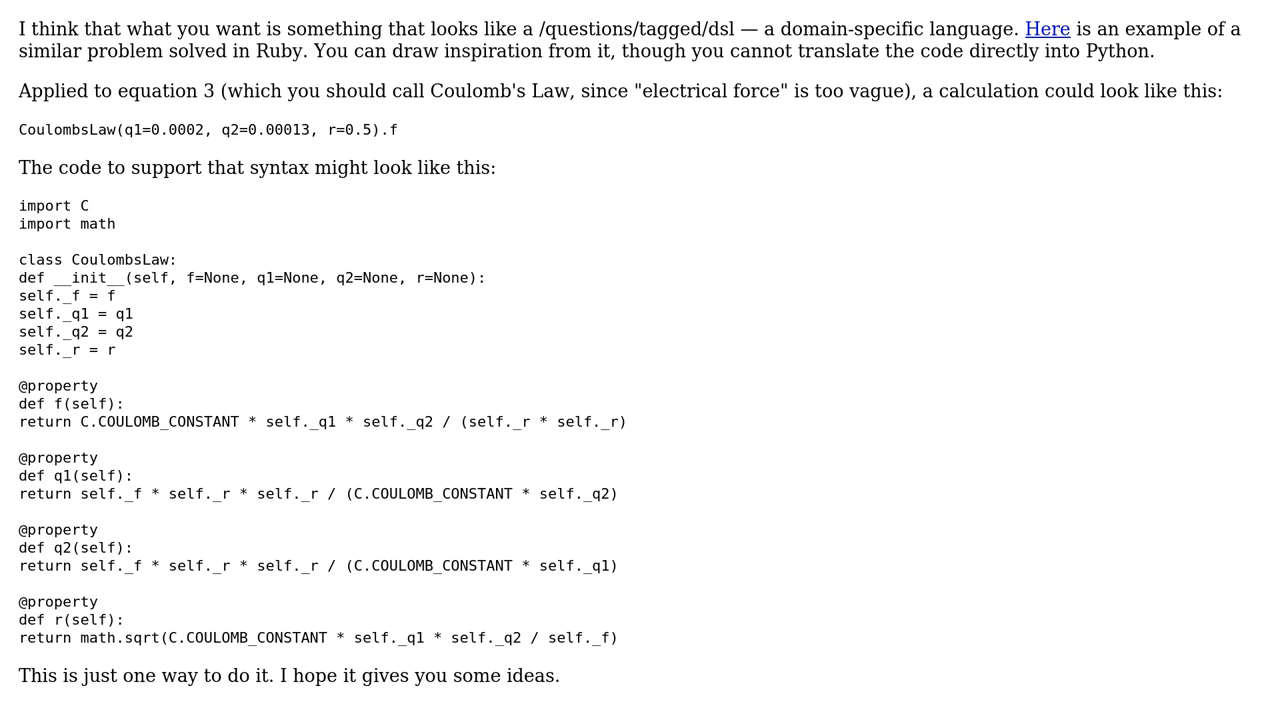 I think that what you want is something that looks like a /questions/tagged/dsl — a domain-specific language. Here is an example of a
similar problem solved in Ruby. You can draw inspiration from it, though you cannot translate the code directly into Python.
Applied to equation 3 (which you should call Coulomb's Law, since "electrical force" is too vague), a calculation could look like this:
CoulombsLaw(q1=0.0002, q2=0.00013, r=0.5).f
The code to support that syntax might look like this:
import C
import math
class CoulombsLaw:
def __init__(self, f=None, q1=None, q2=None, r=None):
self._f = f
self._q1 = q1
self._q2 = q2
self._r = r
@property
def f(self):
return C.COULOMB_CONSTANT * self._q1 * self._q2 / (self._r * self._r)
@property
def q1(self):
return self._f * self._r * self._r / (C.COULOMB_CONSTANT * self._q2)
@property
def q2(self):
return self._f * self._r * self._r / (C.COULOMB_CONSTANT * self._q1)
@property
def r(self):
return math.sqrt(C.COULOMB_CONSTANT * self._q1 * self._q2 / self._f)
This is just one way to do it. I hope it gives you some ideas.